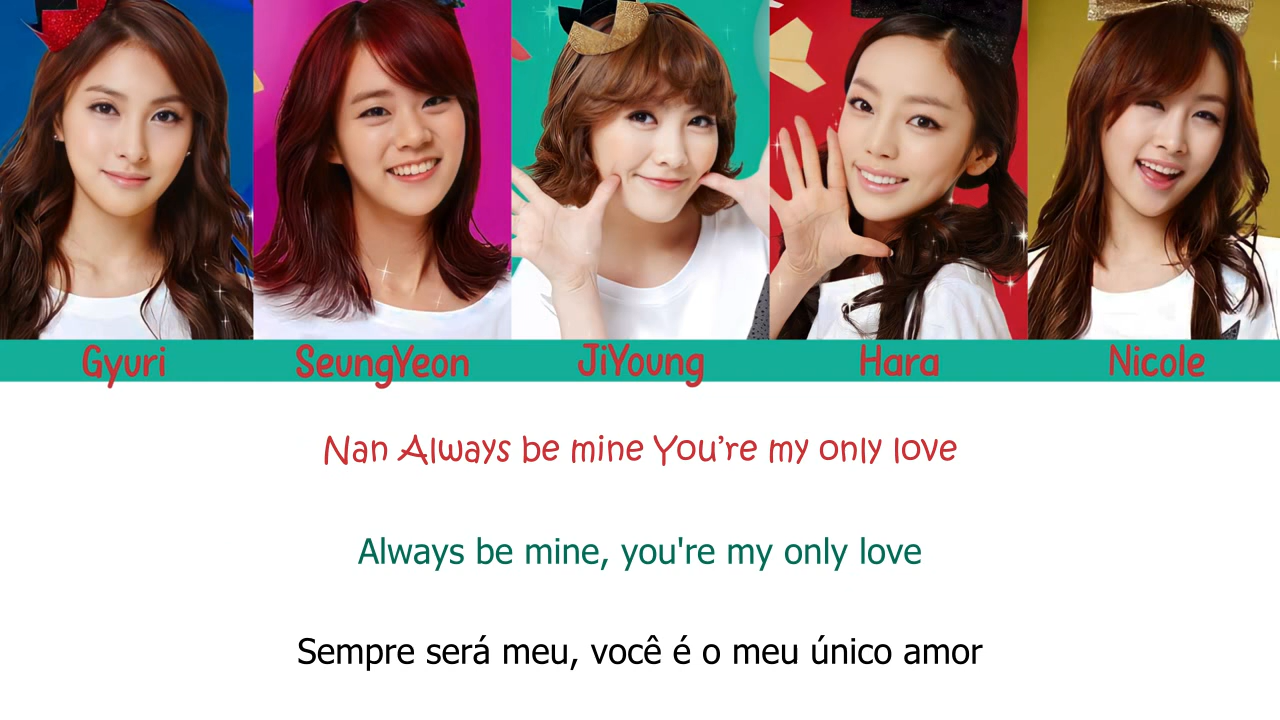 Gyuri SeungYeon JiYoung Hara Nicole
Nan Always be mine You’re my only love
Always be mine, you're my only love
Sempre será meu, você é o meu único amor